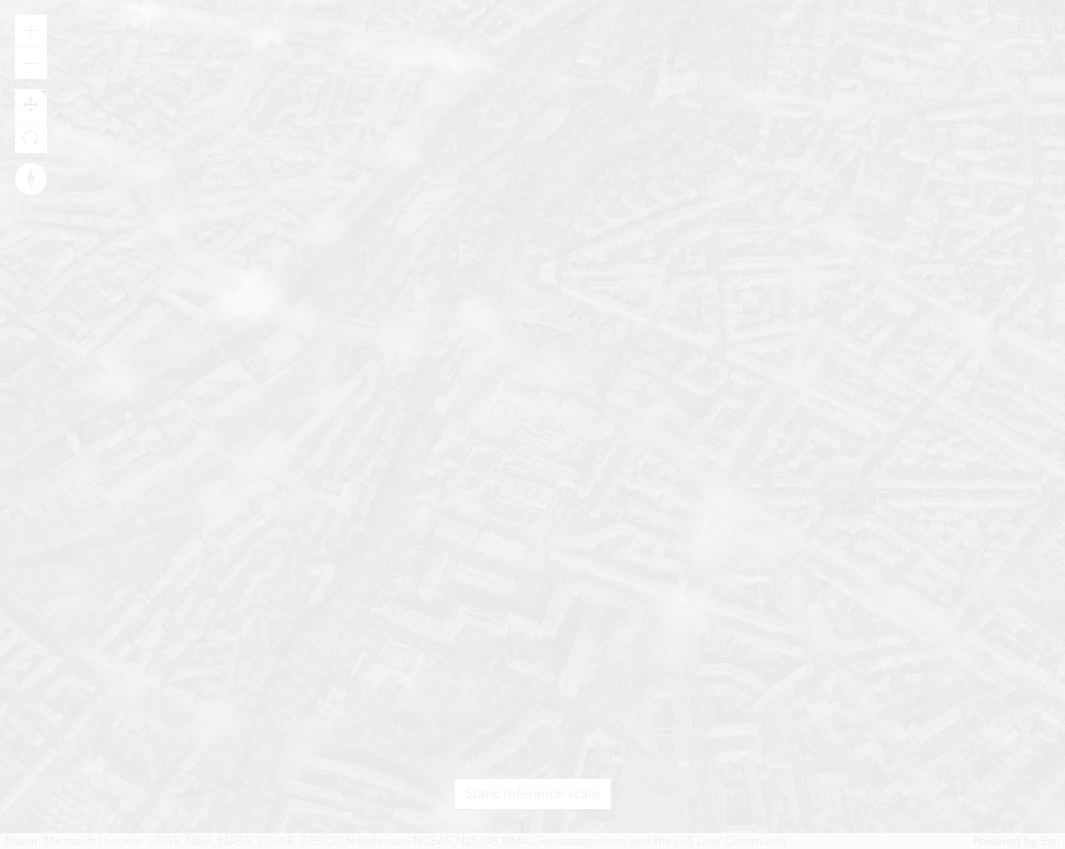 Static reference scale
Maxar, Microsoft | Source: USGS, NGA, NASA, CGIAR, GEBCO,N Robinson,NCEAS,NLS,OS,NMA,Geodatastyrelsen and the GIS User Community
Powered by Esri